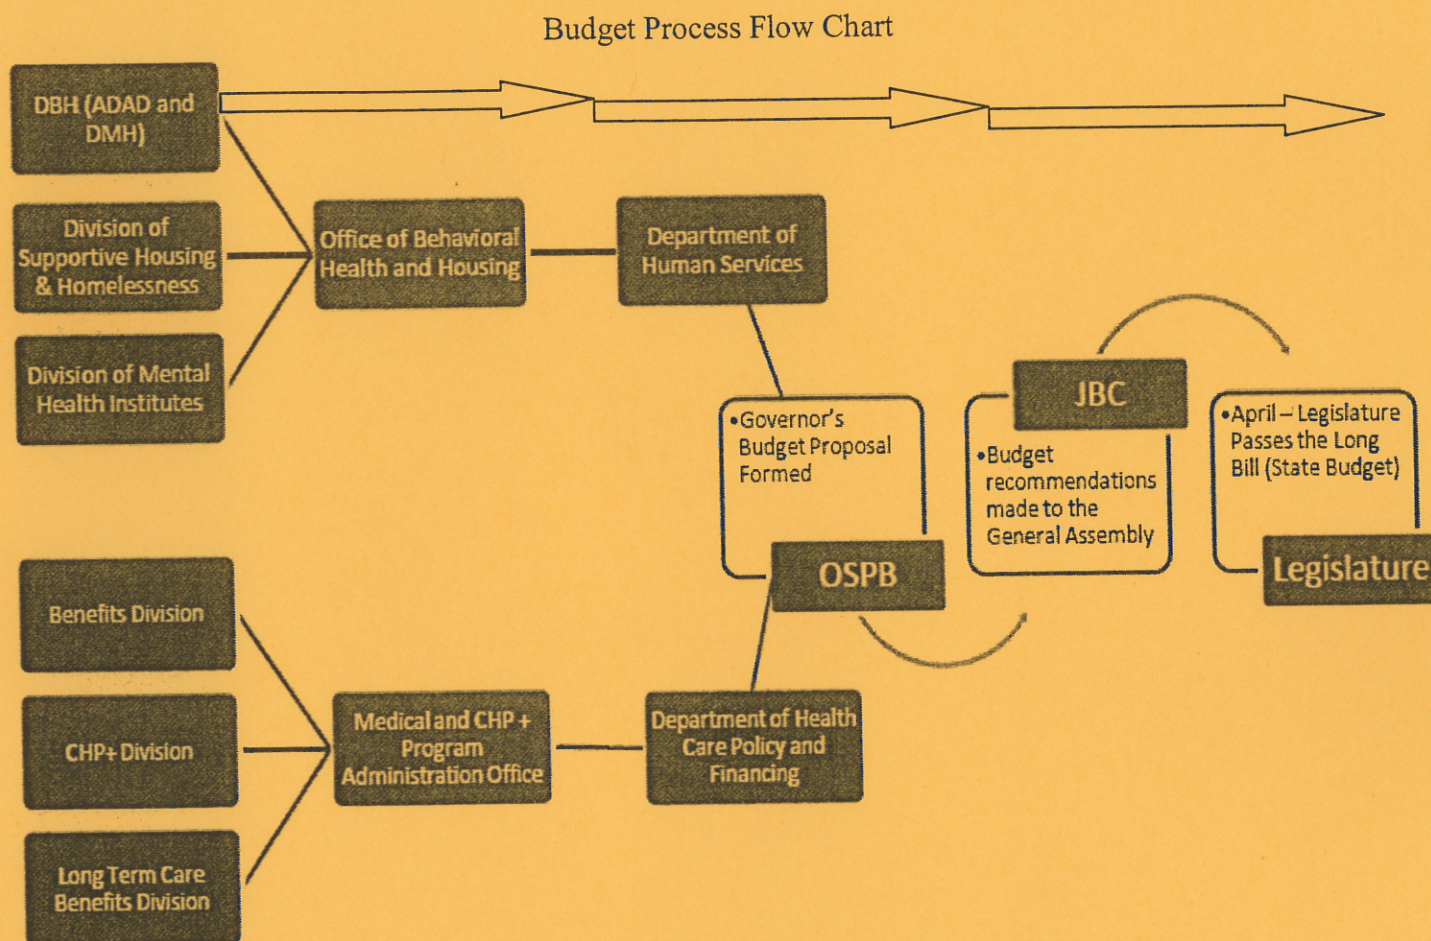 Budget Process Flow Chart
DBH (ADAD and
DMH)
Division of
Supportive Housing
& Homelessness
Division of Mental
Health Institutes
Office of Behavioral
Health and Housing
Department of
Human Services
•Governor's
Budget Proposal
Formed
OSPB
JBC
•Budget
recommendations
made to the
General Assembly
•April – Legislature
Passes the Long
Bill (State Budget)
Legislature
Benefits Division
CHP+ Division
Long Term Care
Benefits Division
Medical and CHP +
Program
Administration Office
Department of Health
Care Policy and
Financing